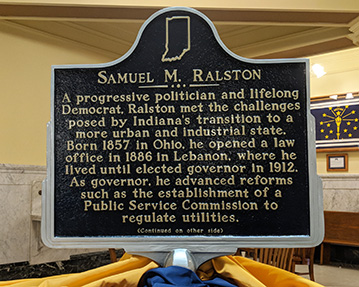 SAMUEL M. RALSTON
A progressive politician and lifelong
Democrat, Ralston met the challenges
posed by Indiana's transition to a
more urban and industrial state.
Born 1857 in Ohio, he opened a law
office in 1886 in Lebanon, where he
lived until elected governor in 1912.
As governor, he advanced reforms
such as the establishment of a
Public Service Commission to
regulate utilities.
(Continued on other side)